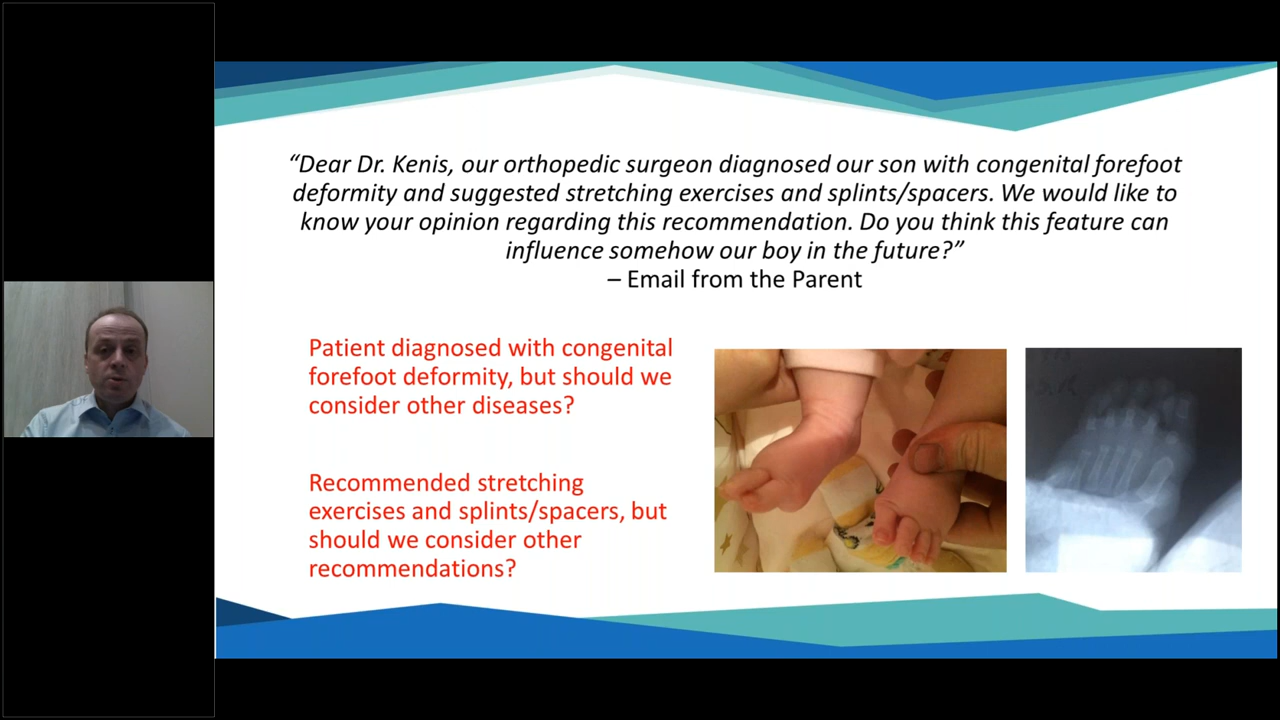 “Dear Dr. Kenis, our orthopedic surgeon diagnosed our son with congenital forefoot
deformity and suggested stretching exercises and splints/spacers. We would like to
know your opinion regarding this recommendation. Do you think this feature can
influence somehow our boy in the future?”
– Email from the Parent
Patient diagnosed with congenital
forefoot deformity, but should we
consider other diseases?
Recommended stretching
exercises and splints/spacers, but
should we consider other
recommendations?